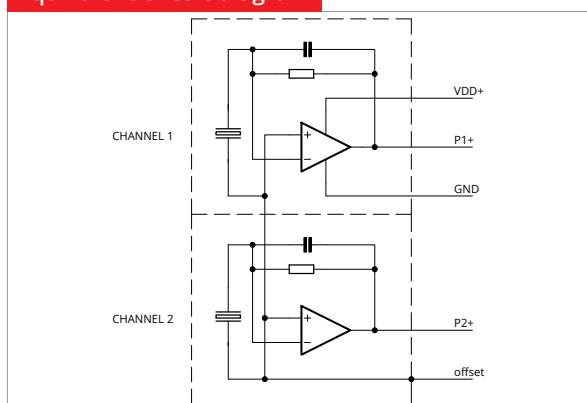 VDD+
CHANNEL 1
+
P1+
−
GND
+
CHANNEL 2
P2+
−
offset